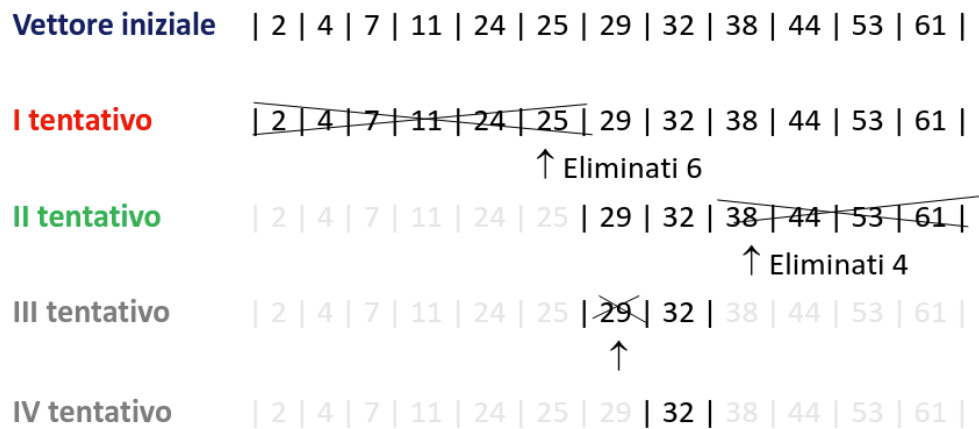 Vettore iniziale | 2 | 4 | 7 | 11 | 24 | 25 | 29 | 32 | 38 | 44 | 53 | 61 |
I tentativo | 2 | 4 | 7 | 11 | 24 | 25 | 29 | 32 | 38 | 44 | 53 | 61 |
↑ Eliminati 6
II tentativo | 2 | 4 | 7 | 11 | 24 | 25 | 29 | 32 | 38 | 44 | 53 | 61 |
↑ Eliminati 4
III tentativo | 2 | 4 | 7 | 11 | 24 | 25 | 29 | 32 | 38 | 44 | 53 | 61 |
↑
IV tentativo | 2 | 4 | 7 | 11 | 24 | 25 | 29 | 32 | 38 | 44 | 53 | 61 |